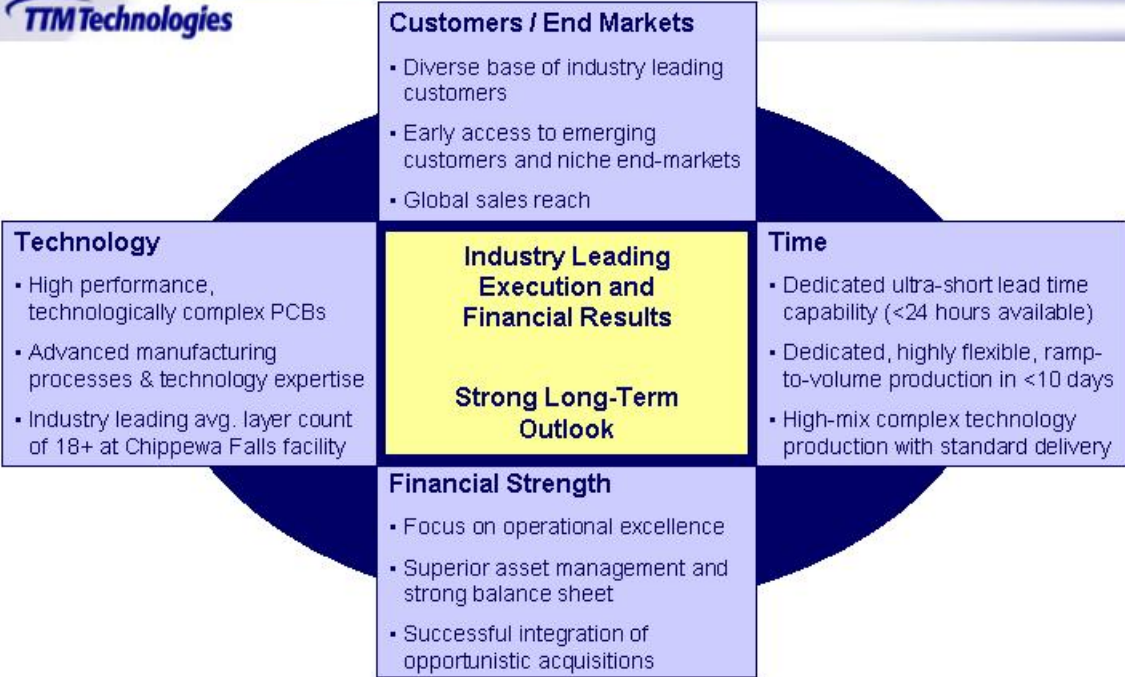 TTM Technologies
Customers / End Markets
▪ Diverse base of industry leading
customers
▪ Early access to emerging
customers and niche end-markets
▪ Global sales reach
Technology
▪ High performance,
technologically complex PCBs
▪ Advanced manufacturing
processes & technology expertise
▪ Industry leading avg. layer count
of 18+ at Chippewa Falls facility
Industry Leading
Execution and
Financial Results
Strong Long-Term
Outlook
Time
▪ Dedicated ultra-short lead time
capability (<24 hours available)
▪ Dedicated, highly flexible, ramp-
to-volume production in <10 days
▪ High-mix complex technology
production with standard delivery
Financial Strength
▪ Focus on operational excellence
▪ Superior asset management and
strong balance sheet
▪ Successful integration of
opportunistic acquisitions